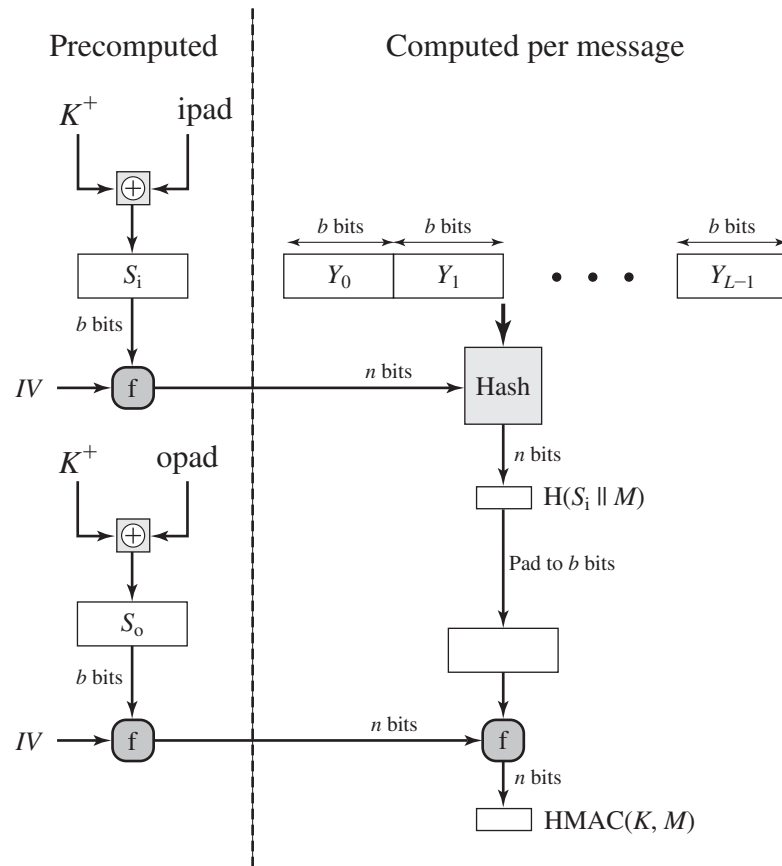 Precomputed
Computed per message
K⁺ ipad
⊕
b bits b bits b bits
Sᵢ
Y₀ Y₁ • • • Y_{L–1}
b bits
IV f
n bits
Hash
n bits
K⁺ opad
H(Sᵢ || M)
⊕
Pad to b bits
Sₒ
b bits
IV f
n bits
f
n bits
HMAC(K, M)